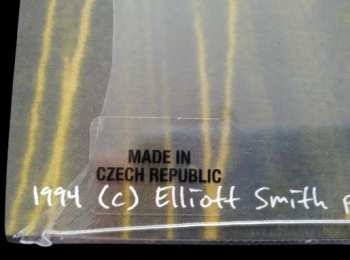 MADE IN
CZECH REPUBLIC
1994 (c) Elliott Smith